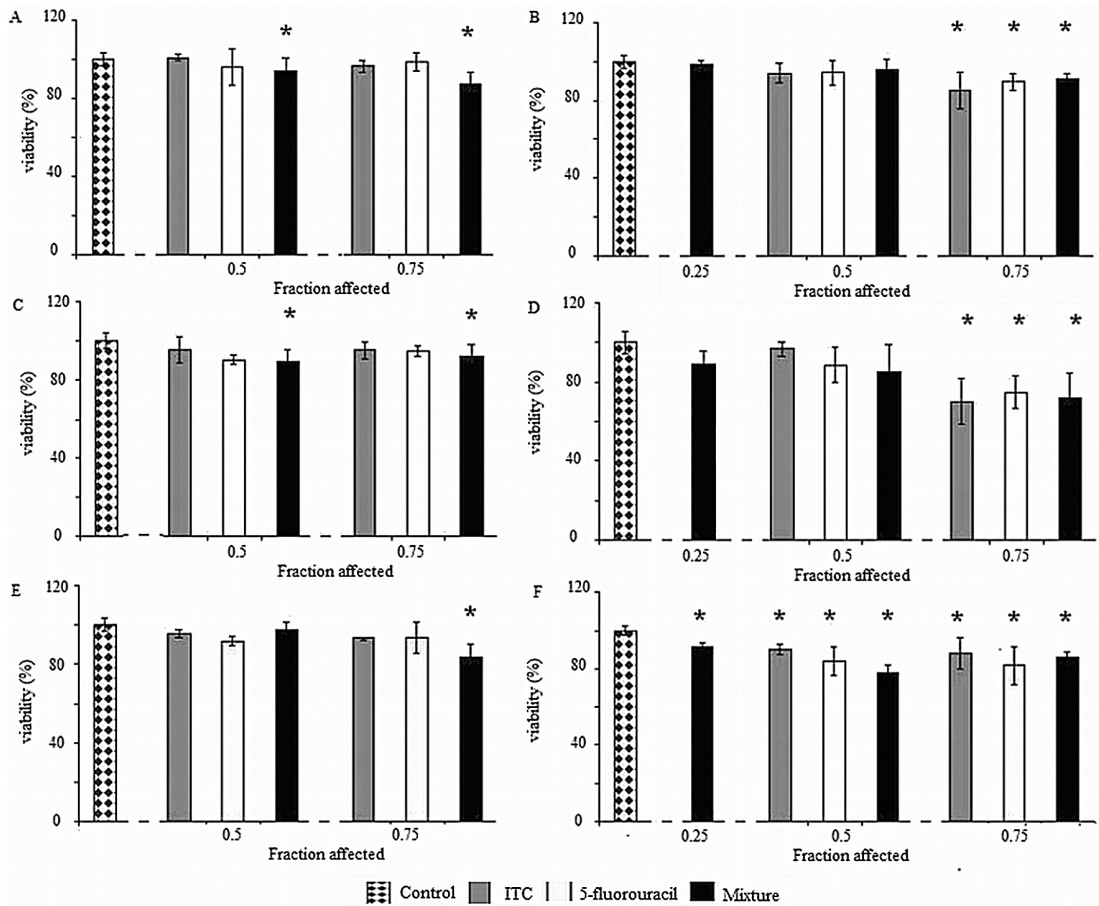 A
120
80
40
0
viability (%)
*
*
0.5
0.75
Fraction affected
B
120
80
40
0
viability (%)
*
*
*
0.25
0.5
0.75
Fraction affected
C
120
80
40
0
viability (%)
*
*
0.5
0.75
Fraction affected
D
120
80
40
0
viability (%)
*
*
*
0.25
0.5
0.75
Fraction affected
E
120
80
40
0
viability (%)
*
0.5
0.75
Fraction affected
F
120
80
40
0
viability (%)
*
*
*
*
*
*
*
0.25
0.5
0.75
Fraction affected
Control
ITC
5-fluorouracil
Mixture